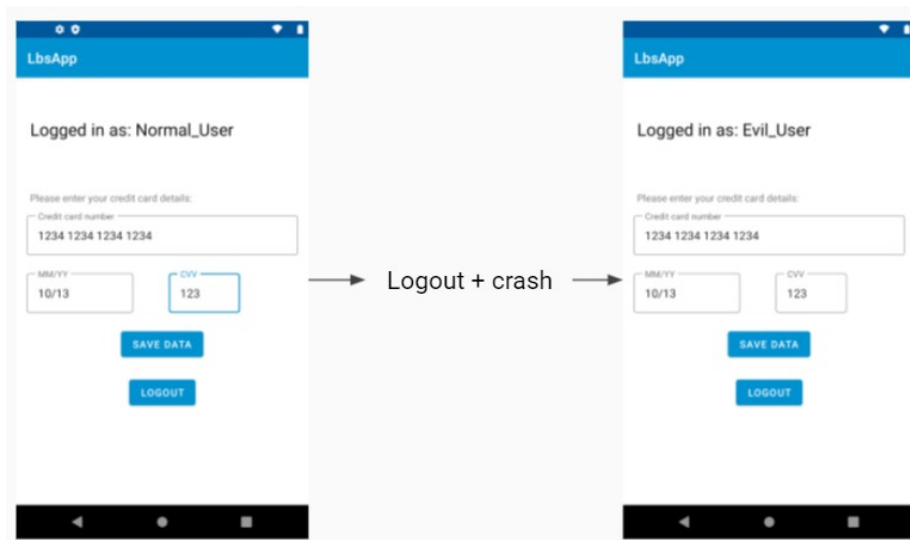 LbsApp
Logged in as: Normal_User
Please enter your credit card details:
Credit card number
1234 1234 1234 1234
MM/YY
CVV
10/13
123
SAVE DATA
LOGOUT
Logout + crash
LbsApp
Logged in as: Evil_User
Please enter your credit card details:
Credit card number
1234 1234 1234 1234
MM/YY
CVV
10/13
123
SAVE DATA
LOGOUT